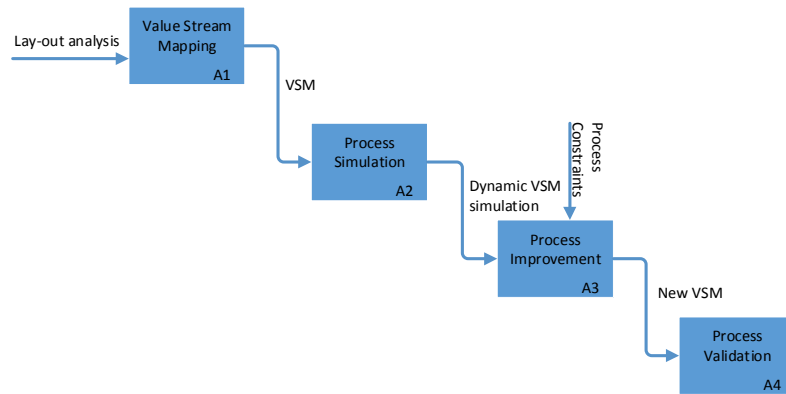 Value Stream
Mapping
A1
Lay-out analysis
VSM
Process
Simulation
A2
Process
Constraints
Dynamic VSM
simulation
Process
Improvement
A3
New VSM
Process
Validation
A4